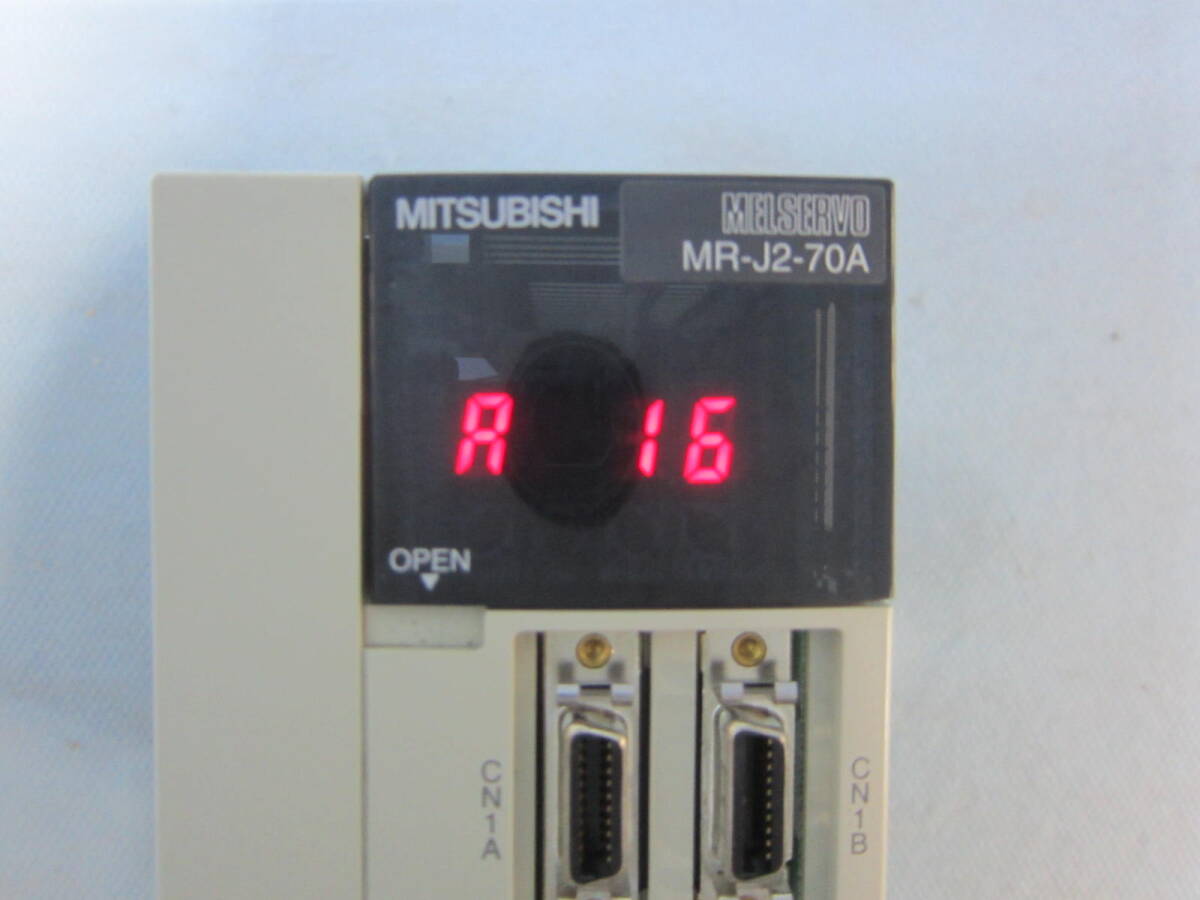 MITSUBISHI
MELSERVO
MR-J2-70A
A 16
OPEN
CN1A
CN1B